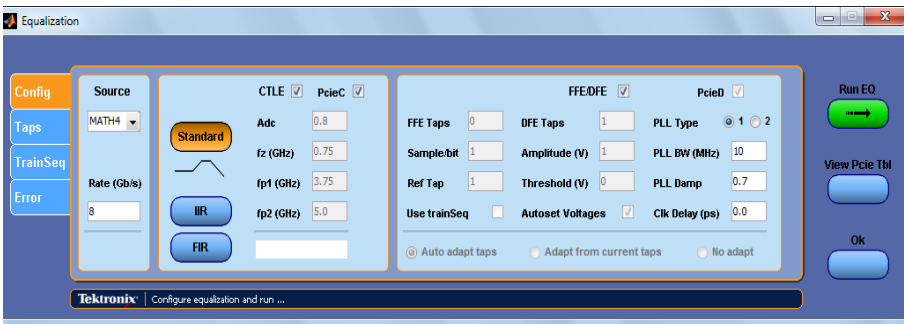 Equalization
Config
Taps
TrainSeq
Error
Source
MATH4
Rate (Gb/s)
8
Standard
IIR
FIR
CTLE PcieC
Adc 0.8
fz (GHz) 0.75
fp1 (GHz) 3.75
fp2 (GHz) 5.0
FFE/DFE PcieD
FFE Taps 0 DFE Taps 1 PLL Type 1 2
Sample/bit 1 Amplitude (V) 1 PLL BW (MHz) 10
Ref Tap 1 Threshold (V) 0 PLL Damp 0.7
Use trainSeq Autoset Voltages Clk Delay (ps) 0.0
Auto adapt taps Adapt from current taps No adapt
Run EQ
View Pcie Tbl
Ok
Tektronix Configure equalization and run ...